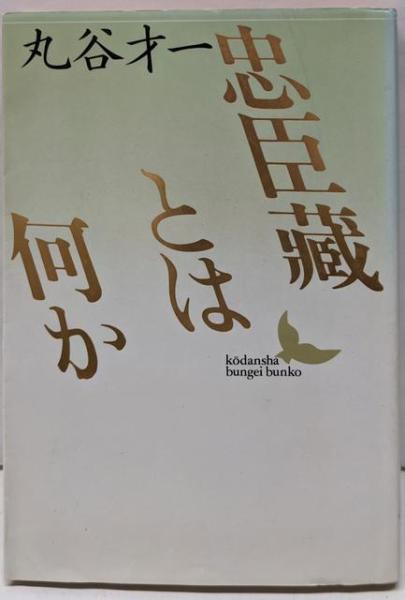 丸谷才一
忠臣藏
とは
何か
kōdansha
bungei bunko